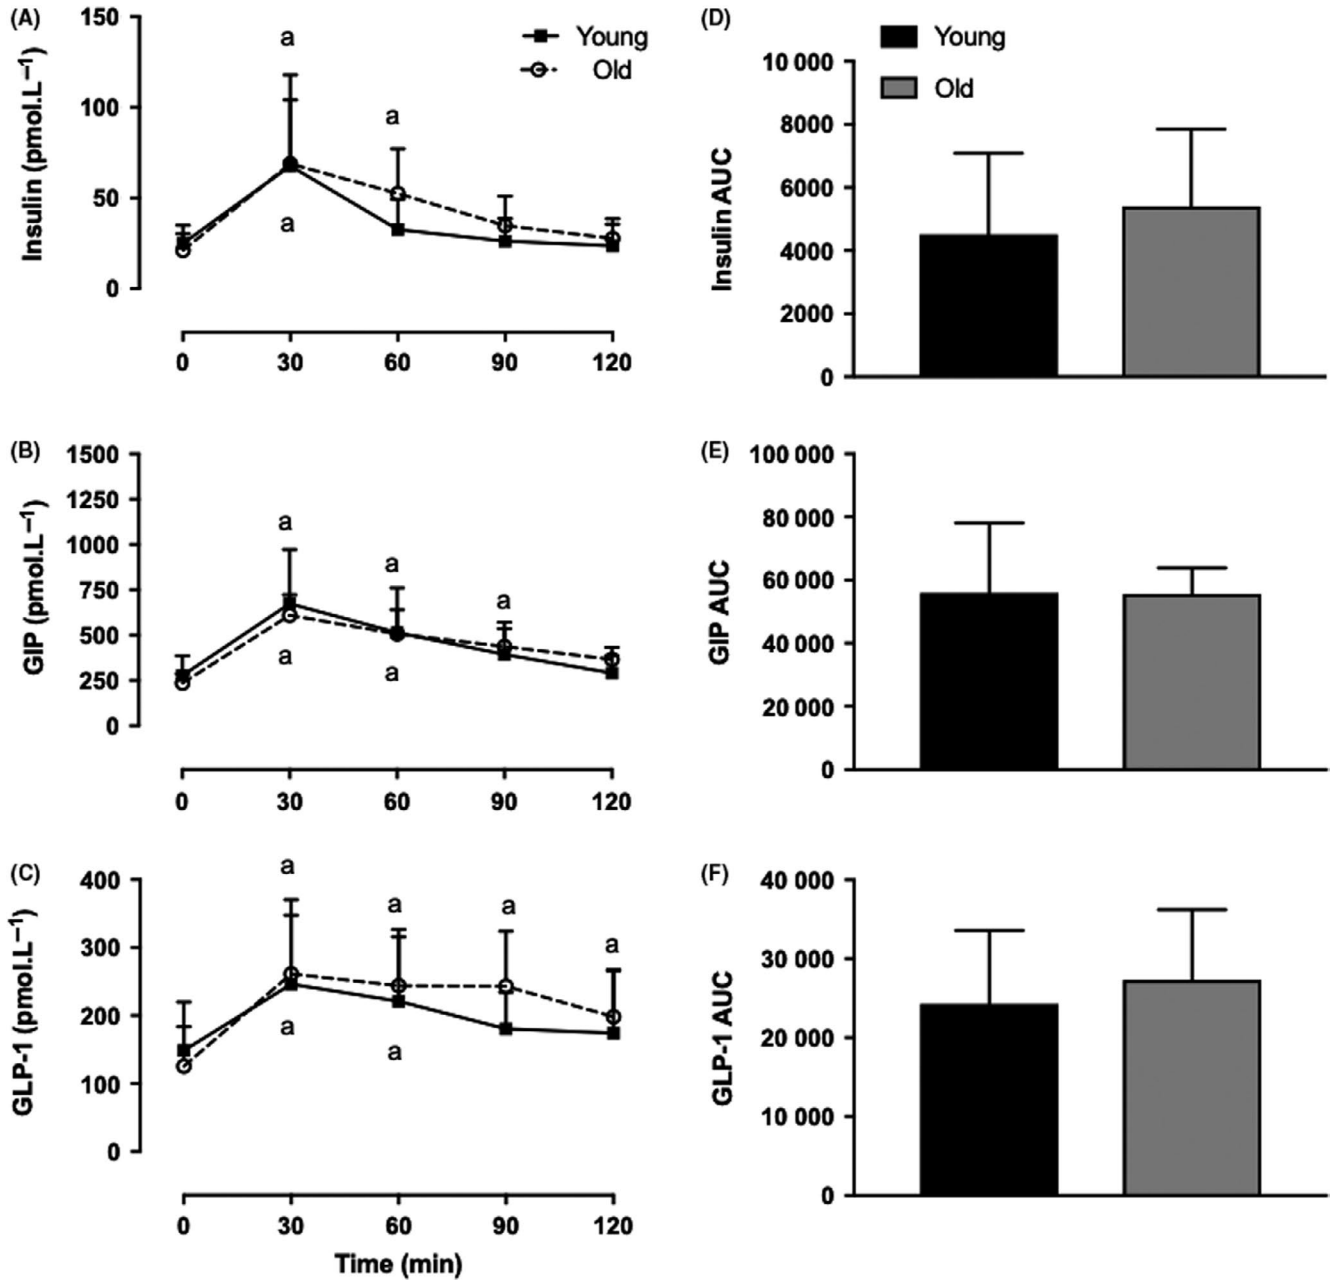 (A)
Insulin (pmol.L⁻¹)
150
100
50
0
a
a
a
Young
Old
0 30 60 90 120
(D)
Young
Old
Insulin AUC
10 000
8000
6000
4000
2000
0
(B)
GIP (pmol.L⁻¹)
1500
1250
1000
750
500
250
0
a
a
a
a
a
0 30 60 90 120
(E)
GIP AUC
100 000
80 000
60 000
40 000
20 000
0
(C)
GLP-1 (pmol.L⁻¹)
400
300
200
100
0
a
a
a
a
a
a
0 30 60 90 120
Time (min)
(F)
GLP-1 AUC
40 000
30 000
20 000
10 000
0